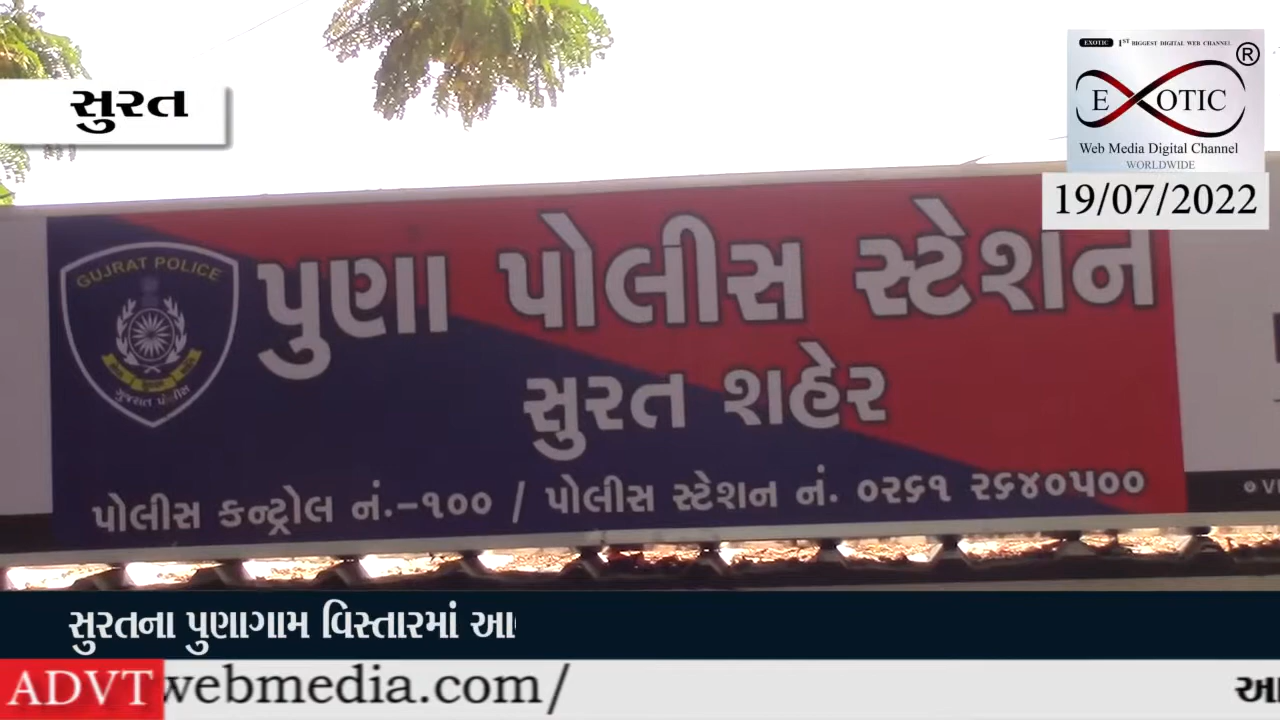 સુરત
EXOTIC 1ST BIGGEST DIGITAL WEB CHANNEL
EXOTIC ®
Web Media Digital Channel
WORLDWIDE
19/07/2022
GUJRAT POLICE
ગુજરાત પોલીસ
પુણા પોલીસ સ્ટેશન
સુરત શહેર
પોલીસ કન્ટ્રોલ નં.-૧૦૦ / પોલીસ સ્ટેશન નં. ૦૨૬૧ ૨૬૪૦૫૦૦
સુરતના પુણાગામ વિસ્તારમાં આ
ADVT webmedia.com/ આ